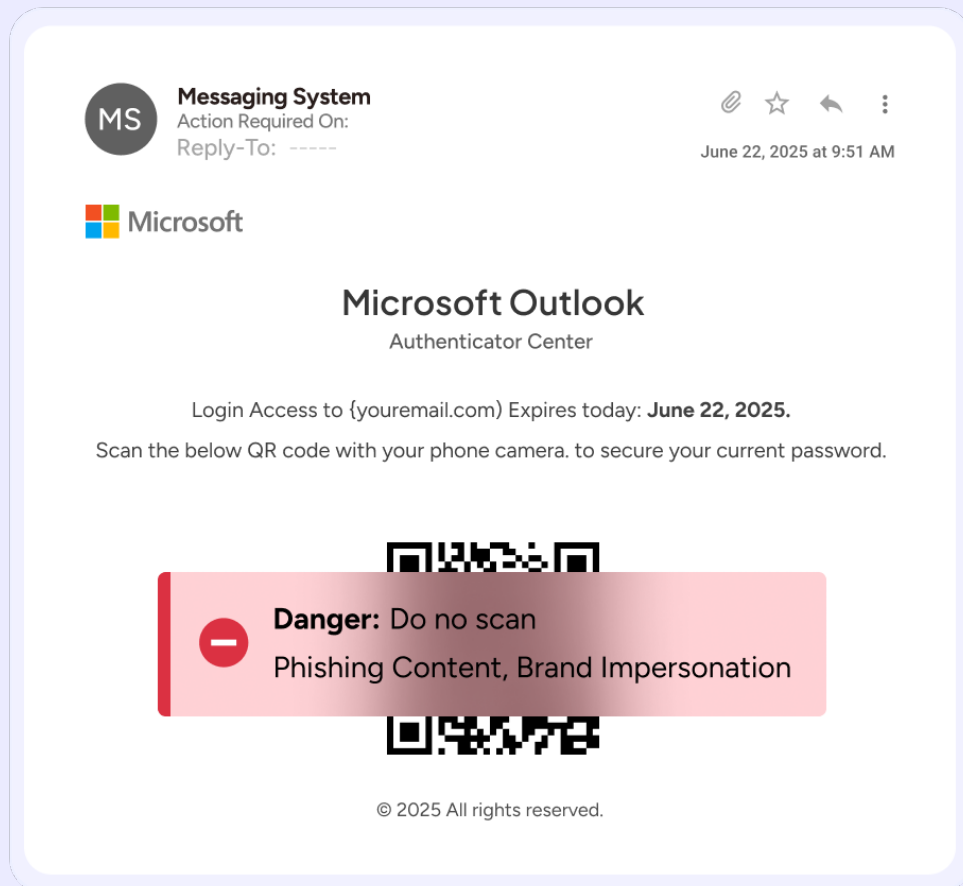 MS
Messaging System
Action Required On:
Reply-To: -----
June 22, 2025 at 9:51 AM
Microsoft
Microsoft Outlook
Authenticator Center
Login Access to {youremail.com) Expires today: June 22, 2025.
Scan the below QR code with your phone camera. to secure your current password.
Danger: Do no scan
Phishing Content, Brand Impersonation
© 2025 All rights reserved.